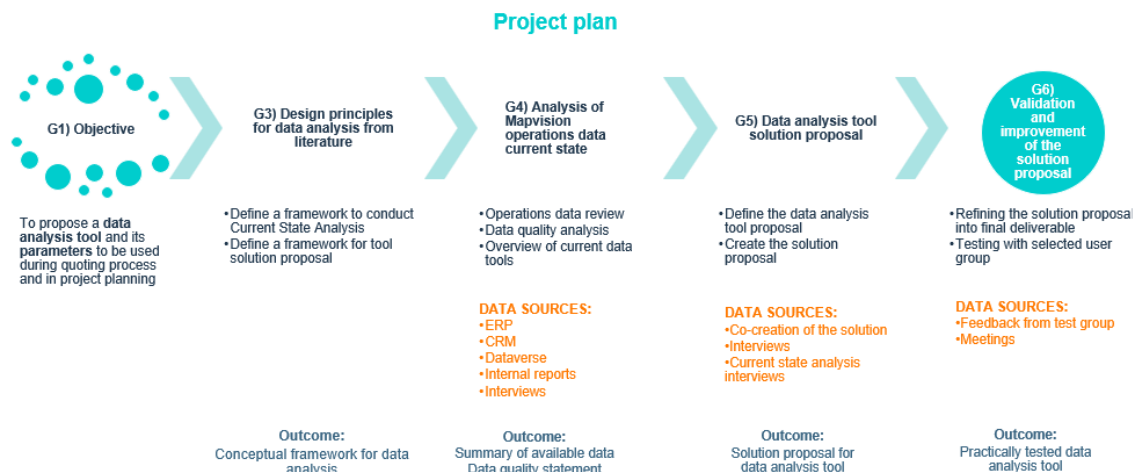 Project plan
G1) Objective
To propose a data
analysis tool and its
parameters to be used
during quoting process
and in project planning
G3) Design principles
for data analysis from
literature
•Define a framework to conduct
Current State Analysis
•Define a framework for tool
solution proposal
Outcome:
Conceptual framework for data
analysis
G4) Analysis of
Mapvision
operations data
current state
•Operations data review
•Data quality analysis
•Overview of current data
tools
DATA SOURCES:
•ERP
•CRM
•Dataverse
•Internal reports
•Interviews
Outcome:
Summary of available data
Data quality statement
G5) Data analysis tool
solution proposal
•Define the data analysis
tool proposal
•Create the solution
proposal
DATA SOURCES:
•Co-creation of the solution
•Interviews
•Current state analysis
interviews
Outcome:
Solution proposal for
data analysis tool
G6)
Validation
and
improvement
of the
solution
proposal
•Refining the solution proposal
into final deliverable
•Testing with selected user
group
DATA SOURCES:
•Feedback from test group
•Meetings
Outcome:
Practically tested data
analysis tool